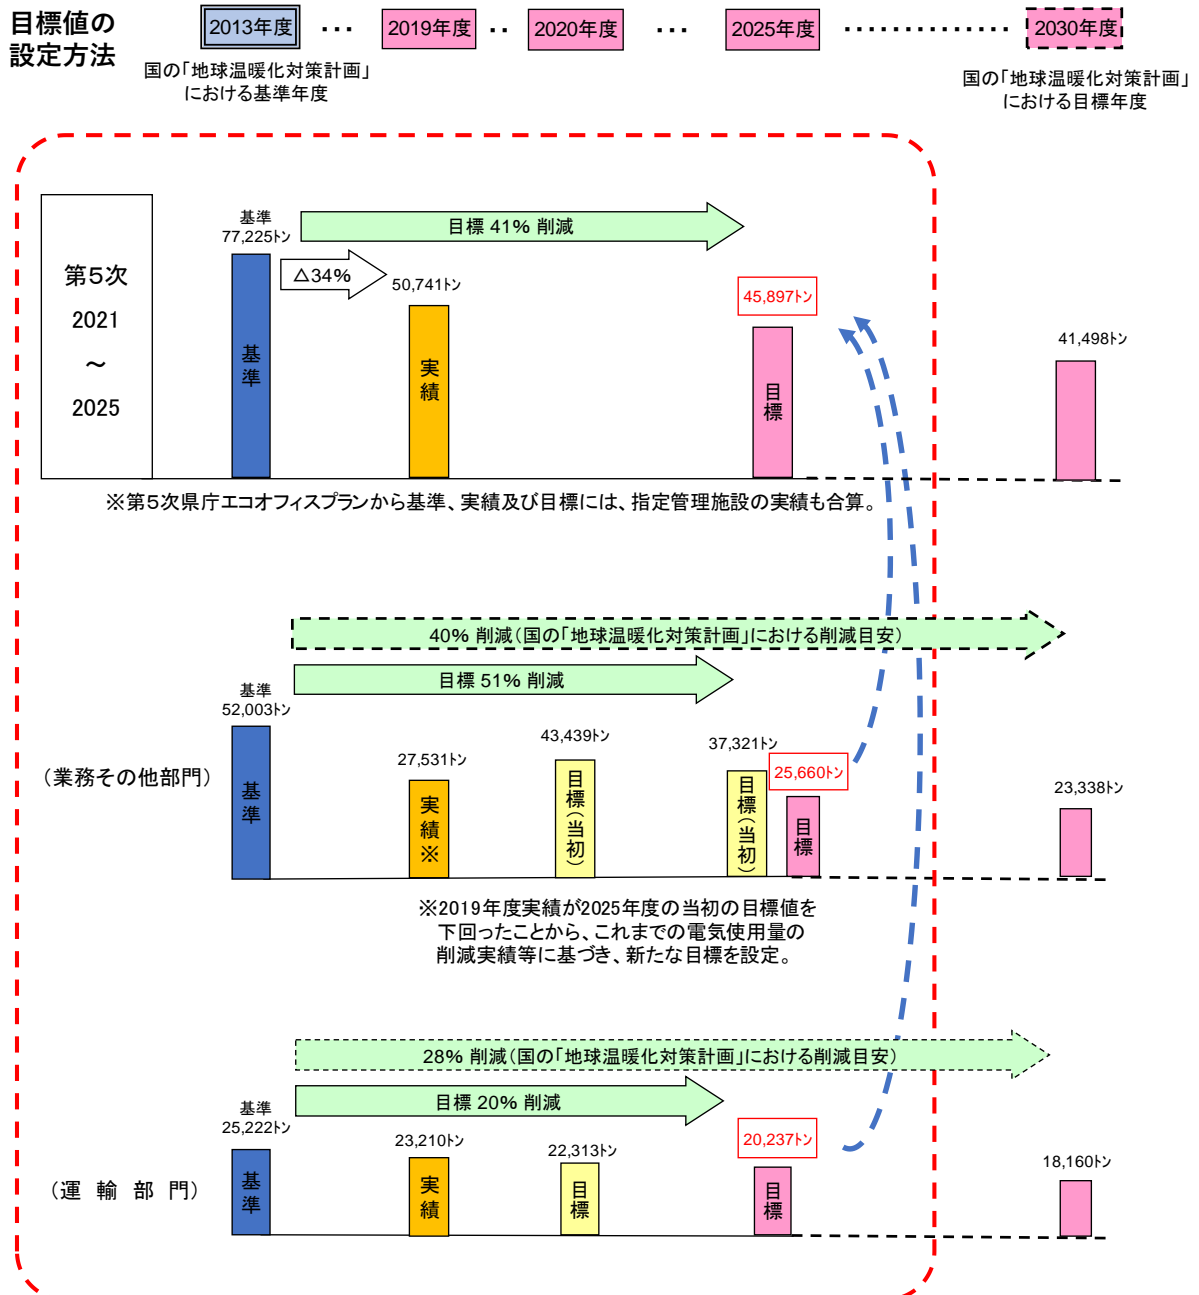 目標値の
設定方法
2013年度 … 2019年度 ‥ 2020年度 … 2025年度 ……………… 2030年度
国の「地球温暖化対策計画」
における基準年度
国の「地球温暖化対策計画」
における目標年度
第5次
2021
～
2025
基準
77,225トン
目標 41% 削減
△34%
50,741トン
45,897トン
41,498トン
基準
実績
目標
※第5次県庁エコオフィスプランから基準、実績及び目標には、指定管理施設の実績も合算。
40% 削減(国の「地球温暖化対策計画」における削減目安)
目標 51% 削減
基準
52,003トン
27,531トン
43,439トン
37,321トン
25,660トン
23,338トン
(業務その他部門)
基準
実績※
目標(当初)
目標(当初)
目標
※2019年度実績が2025年度の当初の目標値を
下回ったことから、これまでの電気使用量の
削減実績等に基づき、新たな目標を設定。
28% 削減(国の「地球温暖化対策計画」における削減目安)
目標 20% 削減
基準
25,222トン
23,210トン
22,313トン
20,237トン
18,160トン
(運 輸 部 門)
基準
実績
目標
目標